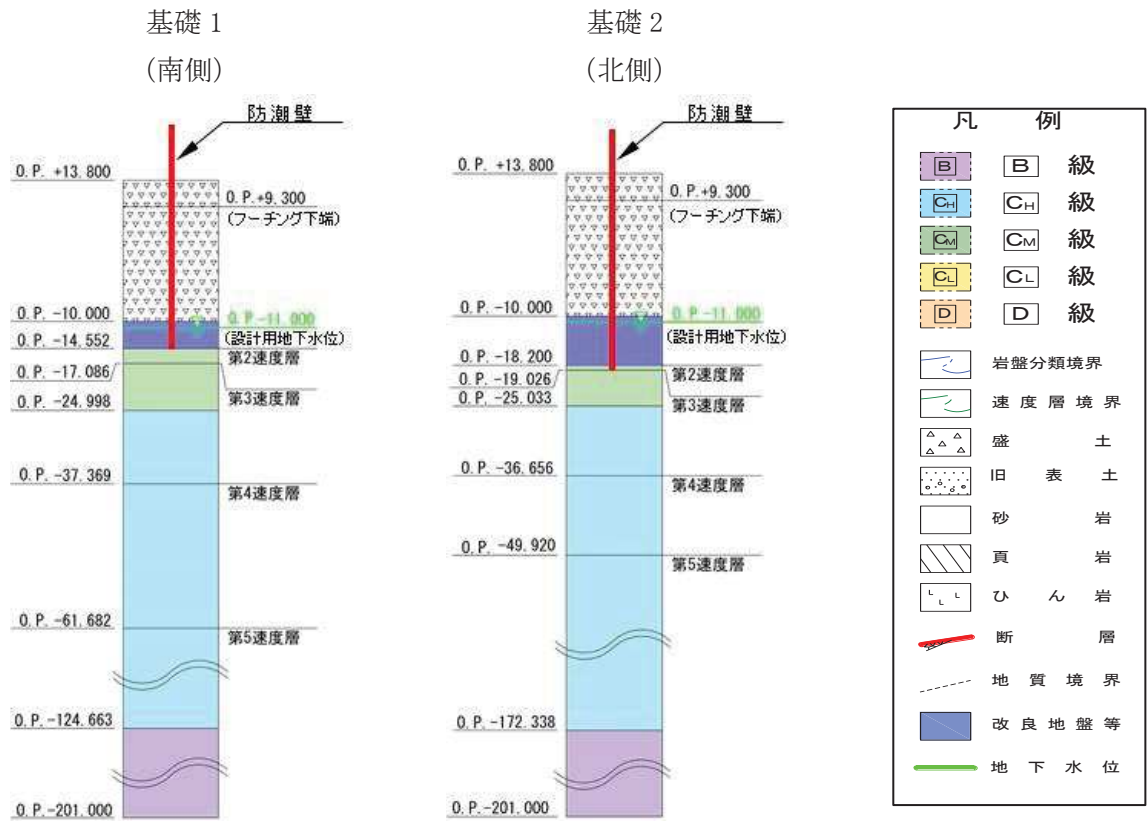 基礎 1
(南側)
防潮壁
O.P. +13.800
O.P.+9.300
(フーチング下端)
O.P. -10.000
O.P -11.000
(設計用地下水位)
O.P. -14.552
第2速度層
O.P. -17.086
第3速度層
O.P. -24.998
O.P. -37.369
第4速度層
O.P. -61.682
第5速度層
O.P. -124.663
O.P.-201.000
基礎 2
(北側)
防潮壁
O.P. +13.800
O.P.+9.300
(フーチング下端)
O.P. -10.000
O.P -11.000
(設計用地下水位)
O.P. -18.200
第2速度層
O.P. -19.026
第3速度層
O.P. -25.033
O.P. -36.656
第4速度層
O.P. -49.920
第5速度層
O.P. -172.338
O.P.-201.000
凡 例
B B 級
CH CH 級
CM CM 級
CL CL 級
D D 級
岩盤分類境界
速度層境界
盛土
旧表土
砂岩
頁岩
ひん岩
断層
地質境界
改良地盤等
地下水位